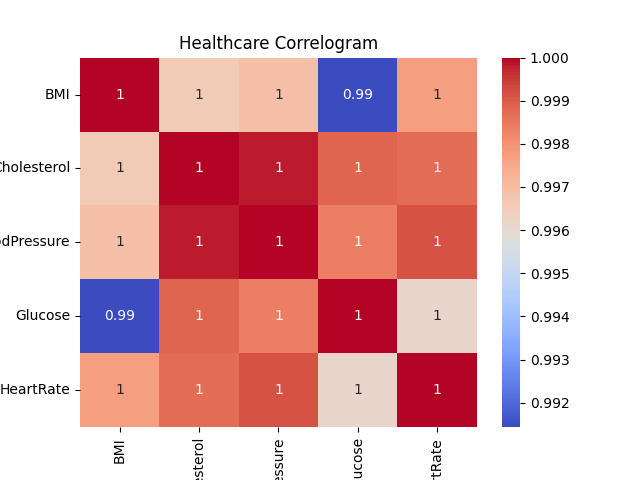 Healthcare Correlogram
BMI 1 1 1 0.99 1
Cholesterol 1 1 1 1 1
odPressure 1 1 1 1 1
Glucose 0.99 1 1 1 1
HeartRate 1 1 1 1 1
BMI
esterol
essure
ucose
rtRate
1.000
0.999
0.998
0.997
0.996
0.995
0.994
0.993
0.992